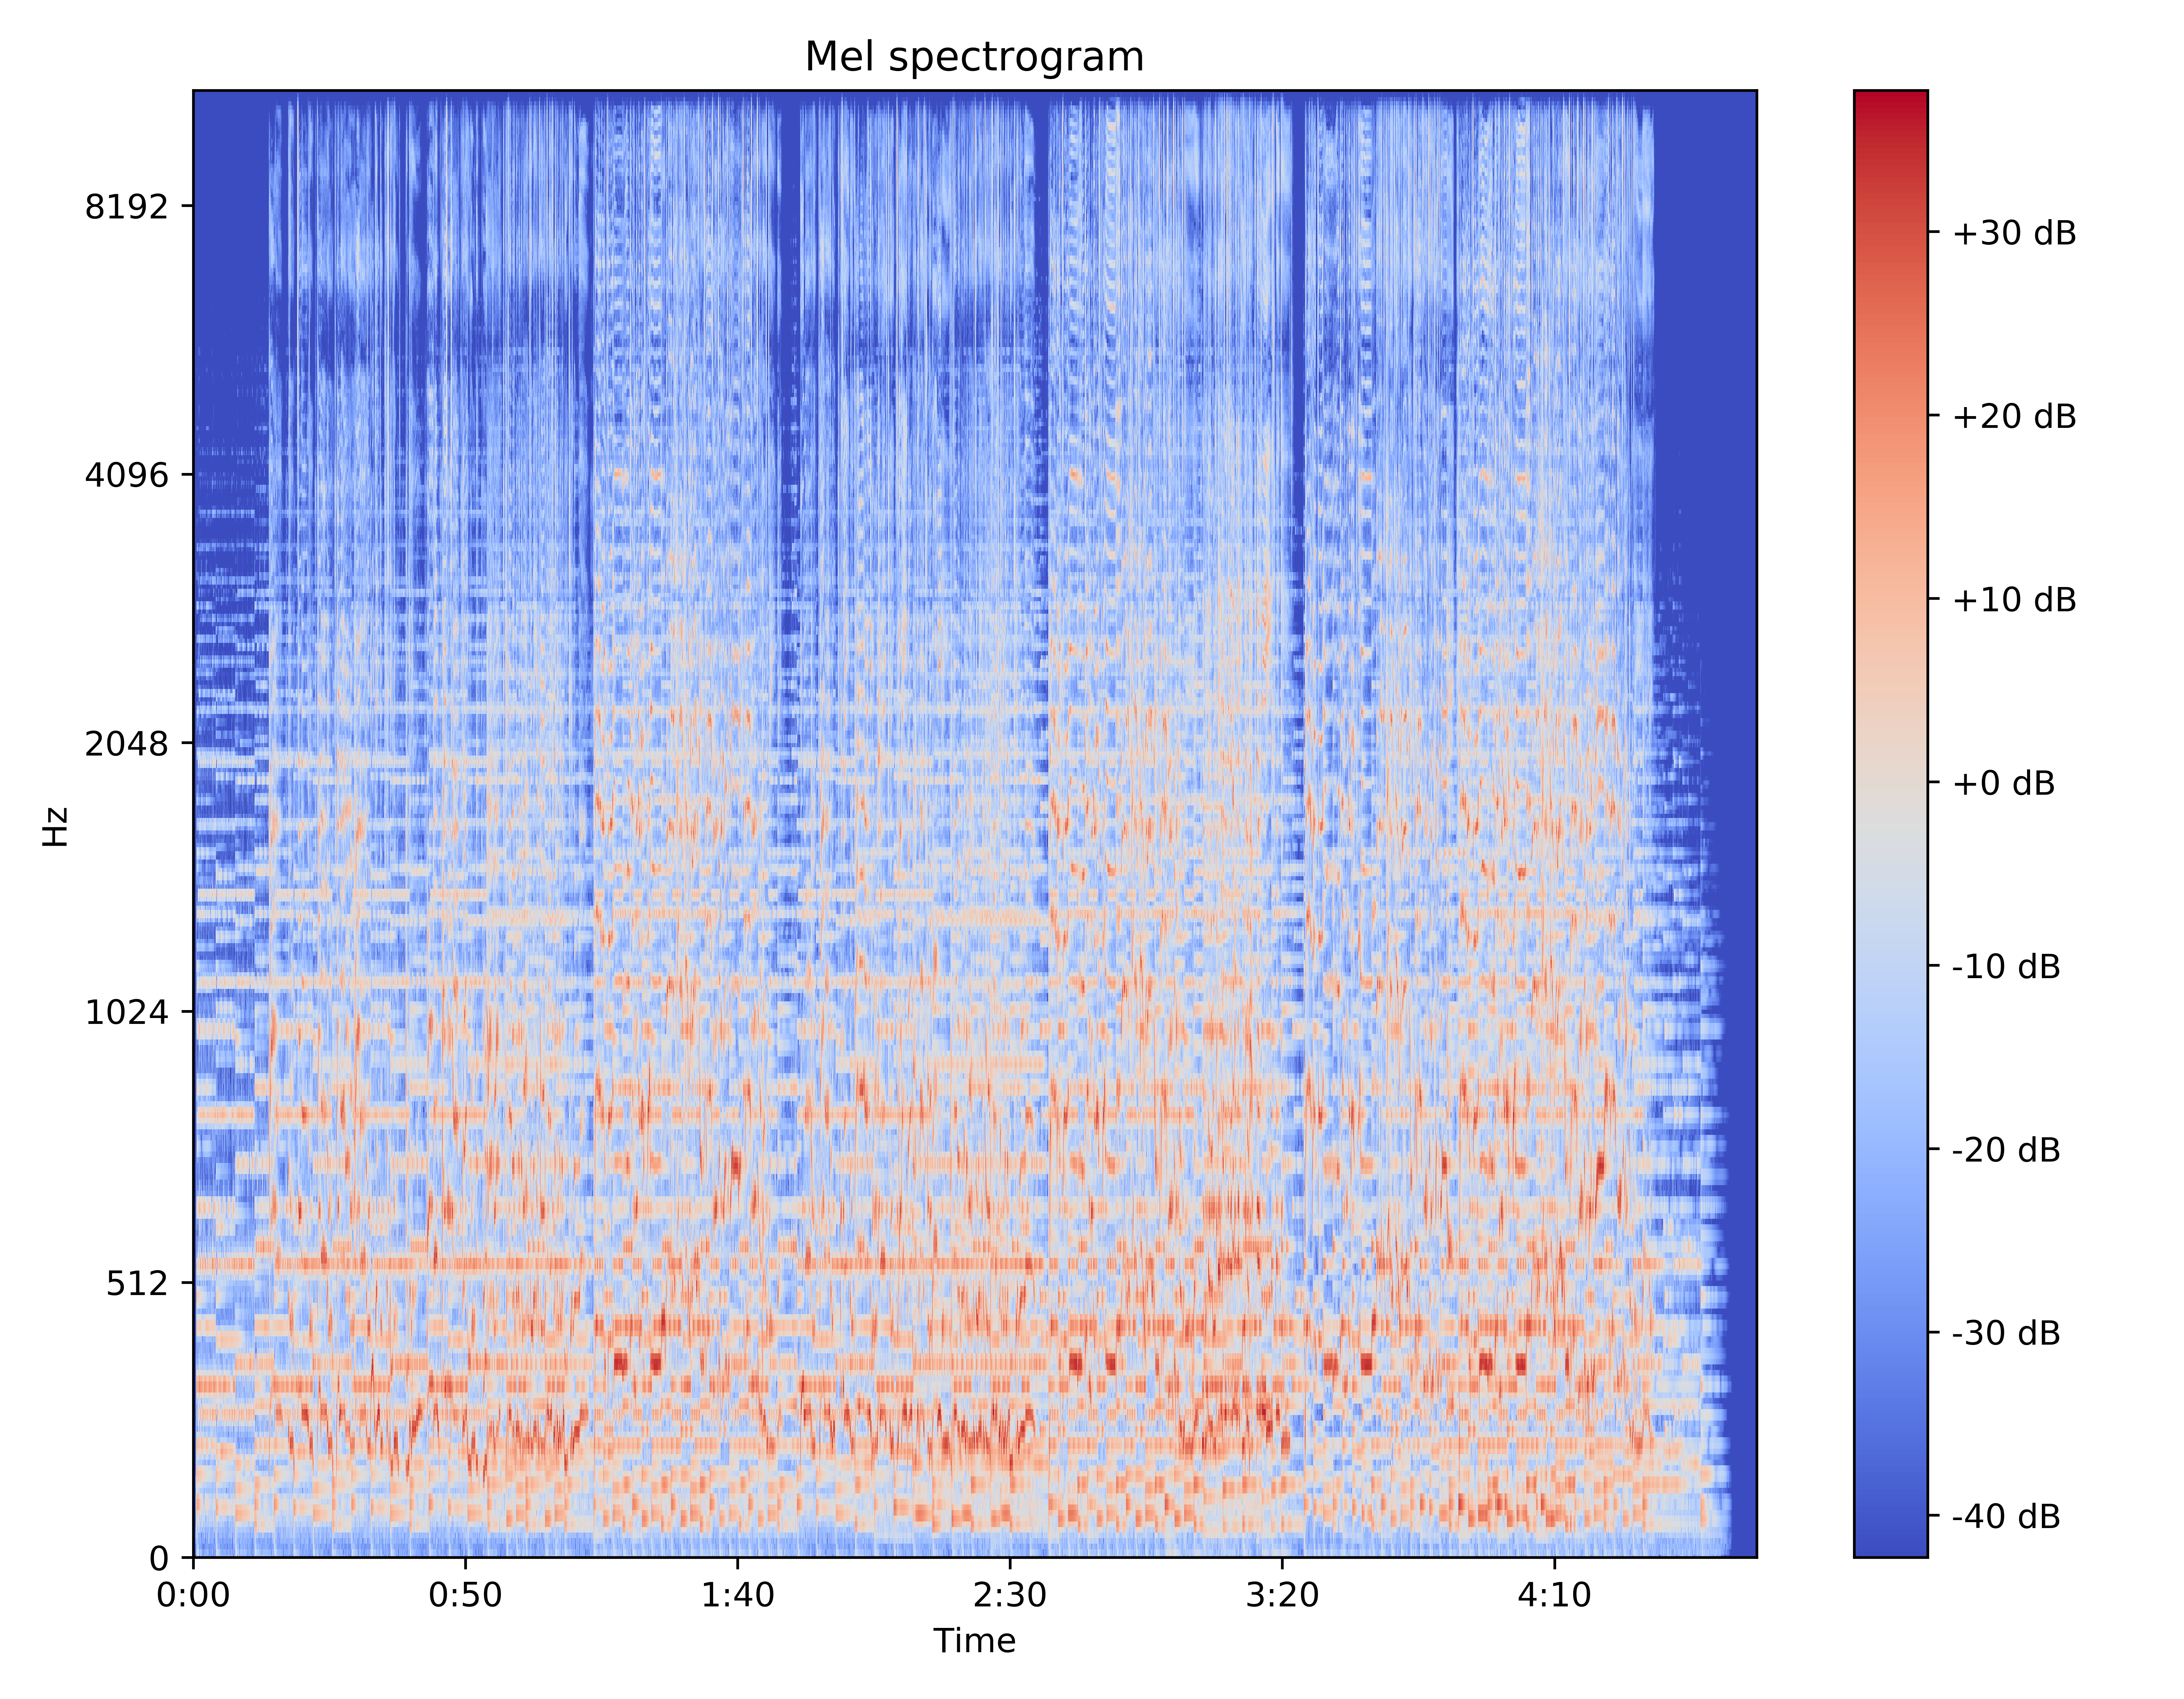 Mel spectrogram
8192
4096
2048
1024
512
0
Hz
0:00 0:50 1:40 2:30 3:20 4:10
Time
+30 dB
+20 dB
+10 dB
+0 dB
-10 dB
-20 dB
-30 dB
-40 dB